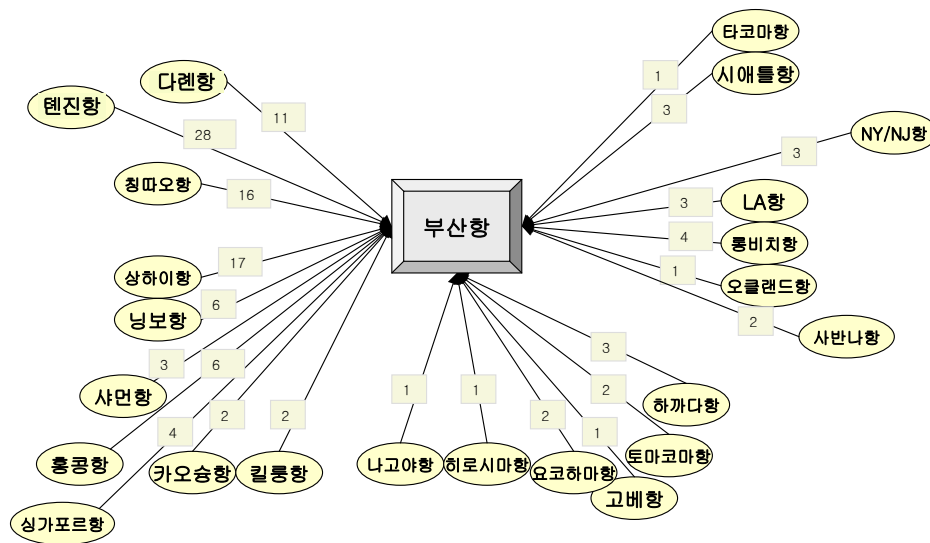 타코마항
1
시애틀항
3
다롄항
11
톈진항
28
NY/NJ항
3
칭따오항
16
LA항
3
부산항
롱비치항
4
상하이항
17
오클랜드항
1
닝보항
6
사반나항
2
샤먼항
3
홍콩항
6
싱가포르항
4
카오슝항
2
킬룽항
2
나고야항
1
히로시마항
1
요코하마항
2
고베항
1
토마코마항
2
하까다항
3